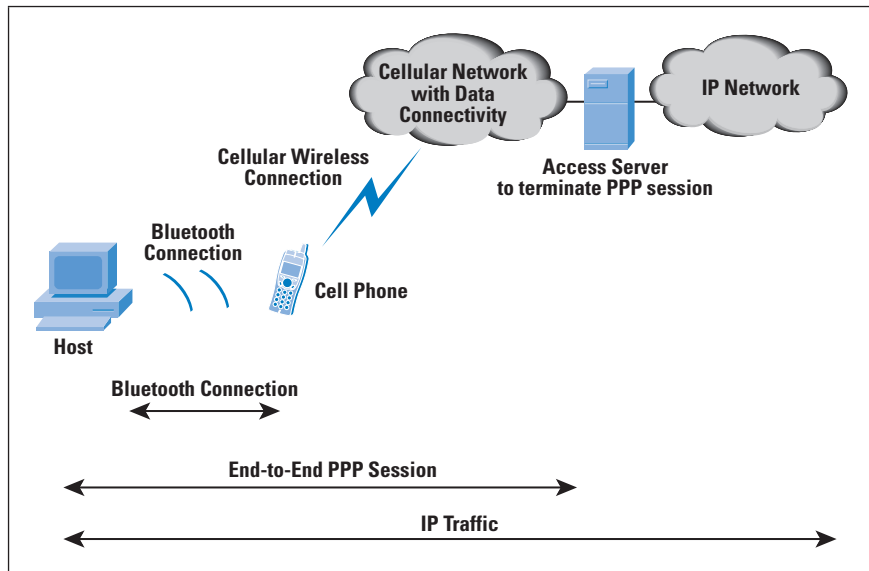 Cellular Network
with Data
Connectivity
IP Network
Access Server
to terminate PPP session
Cellular Wireless
Connection
Bluetooth
Connection
Cell Phone
Host
Bluetooth Connection
End-to-End PPP Session
IP Traffic